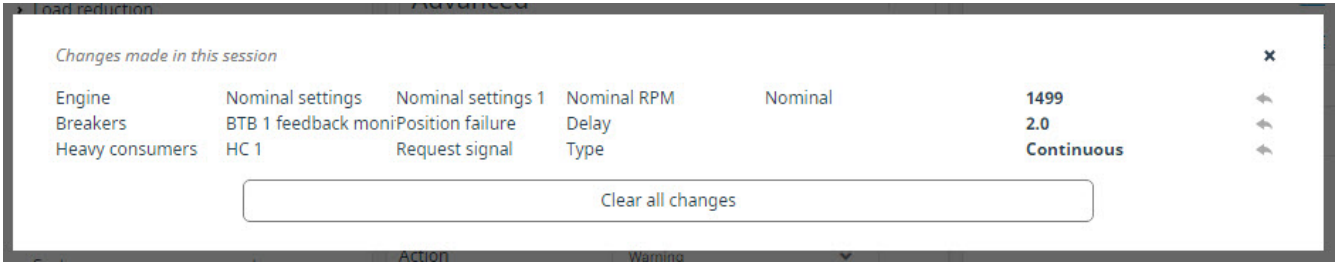 Load reduction
Advanced
Changes made in this session
Engine Nominal settings Nominal settings 1 Nominal RPM Nominal 1499
Breakers BTB 1 feedback moni Position failure Delay 2.0
Heavy consumers HC 1 Request signal Type Continuous
Clear all changes
Action Warning